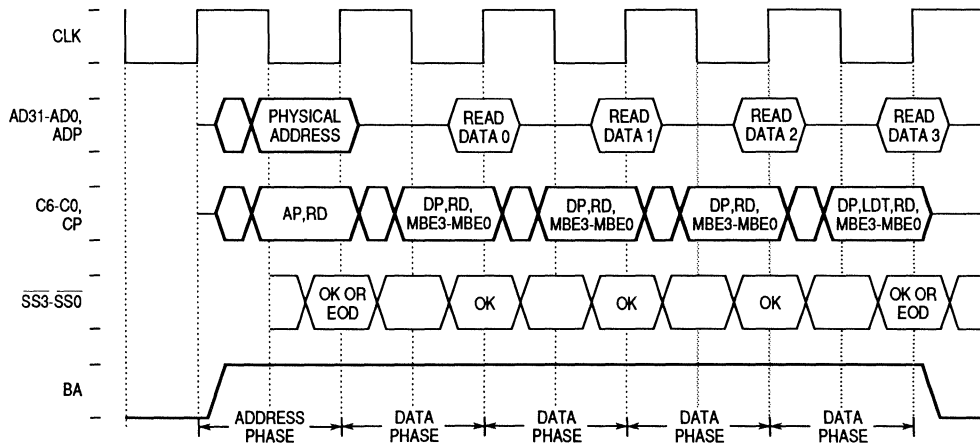 CLK
AD31-AD0,
ADP
PHYSICAL
ADDRESS
READ
DATA 0
READ
DATA 1
READ
DATA 2
READ
DATA 3
C6-C0,
CP
AP,RD
DP,RD,
MBE3-MBE0
DP,RD,
MBE3-MBE0
DP,RD,
MBE3-MBE0
DP,LDT,RD,
MBE3-MBE0
SS3-SS0
OK OR
EOD
OK
OK
OK
OK OR
EOD
BA
ADDRESS
PHASE
DATA
PHASE
DATA
PHASE
DATA
PHASE
DATA
PHASE